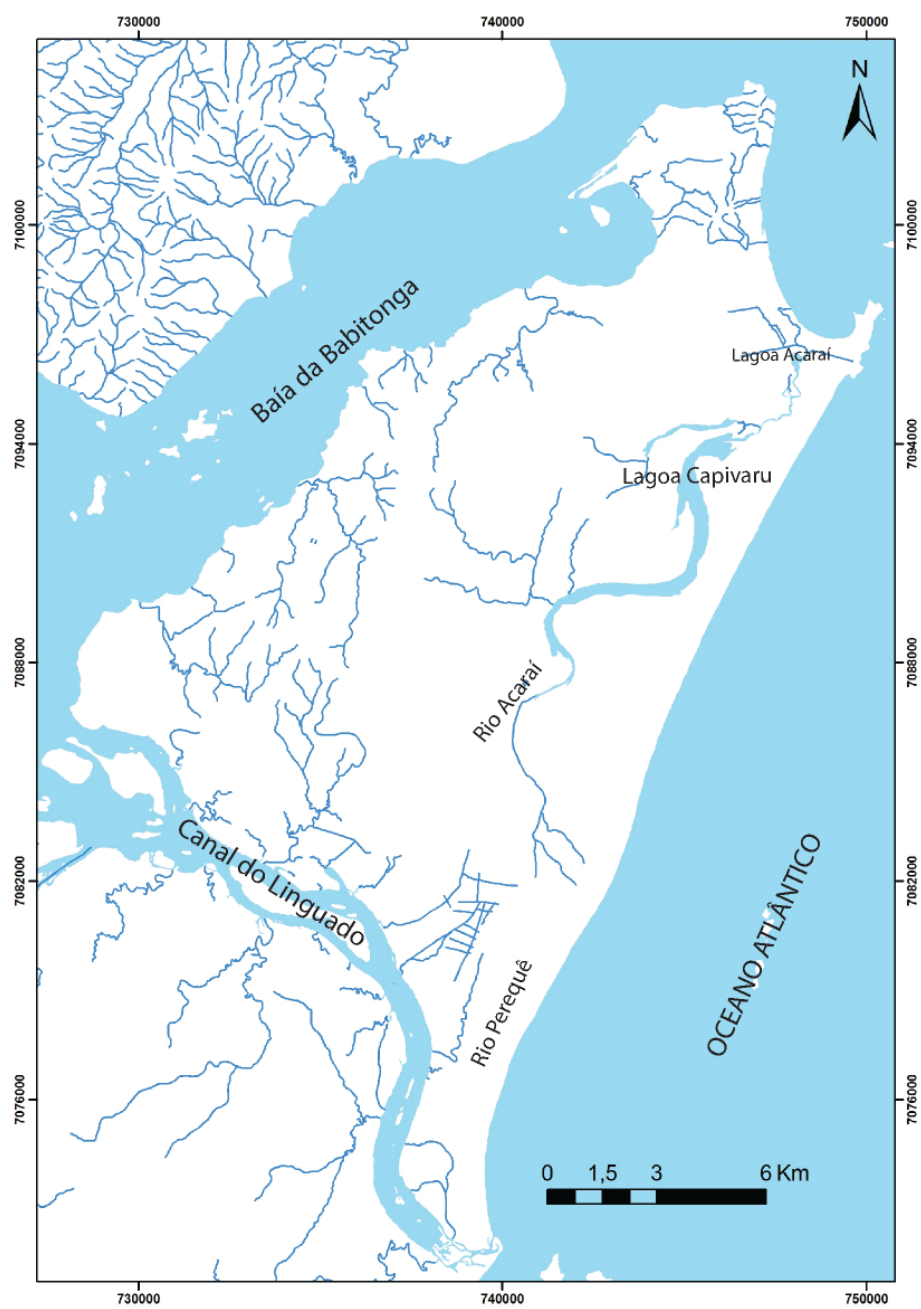 730000
740000
750000
N
7100000
7100000
Baía da Babitonga
Lagoa Acaraí
7094000
7094000
Lagoa Capivaru
7088000
7088000
Rio Acaraí
Canal do Linguado
7082000
7082000
OCEANO ATLÂNTICO
Rio Perequê
7076000
7076000
0 1,5 3 6 Km
730000
740000
750000